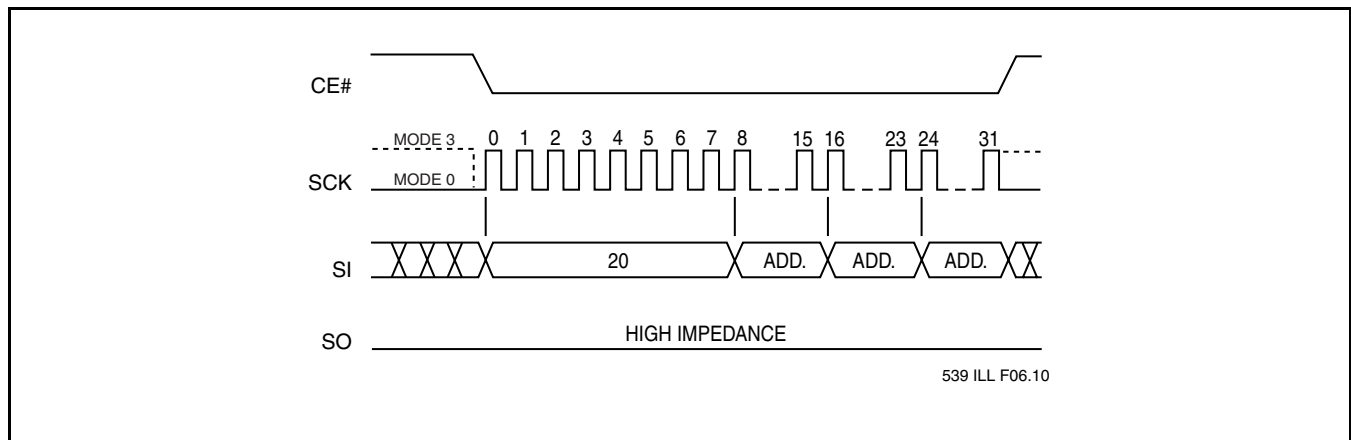 CE#
MODE 3 0 1 2 3 4 5 6 7 8 15 16 23 24 31
SCK MODE 0
SI 20 ADD. ADD. ADD.
SO HIGH IMPEDANCE
539 ILL F06.10